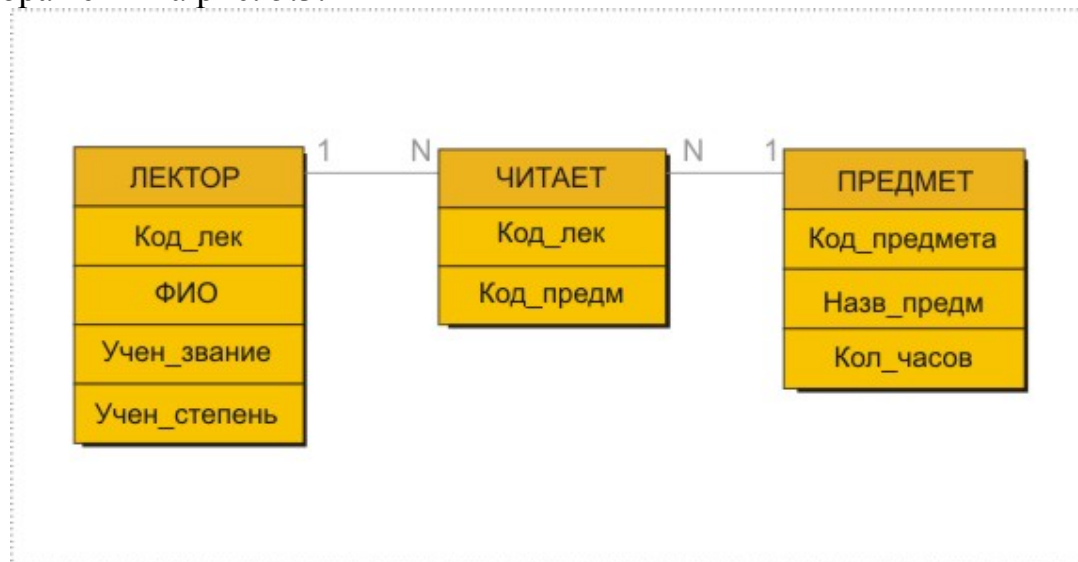 1 N N 1
ЛЕКТОР
Код_лек
ФИО
Учен_звание
Учен_степень
ЧИТАЕТ
Код_лек
Код_предм
ПРЕДМЕТ
Код_предмета
Назв_предм
Кол_часов